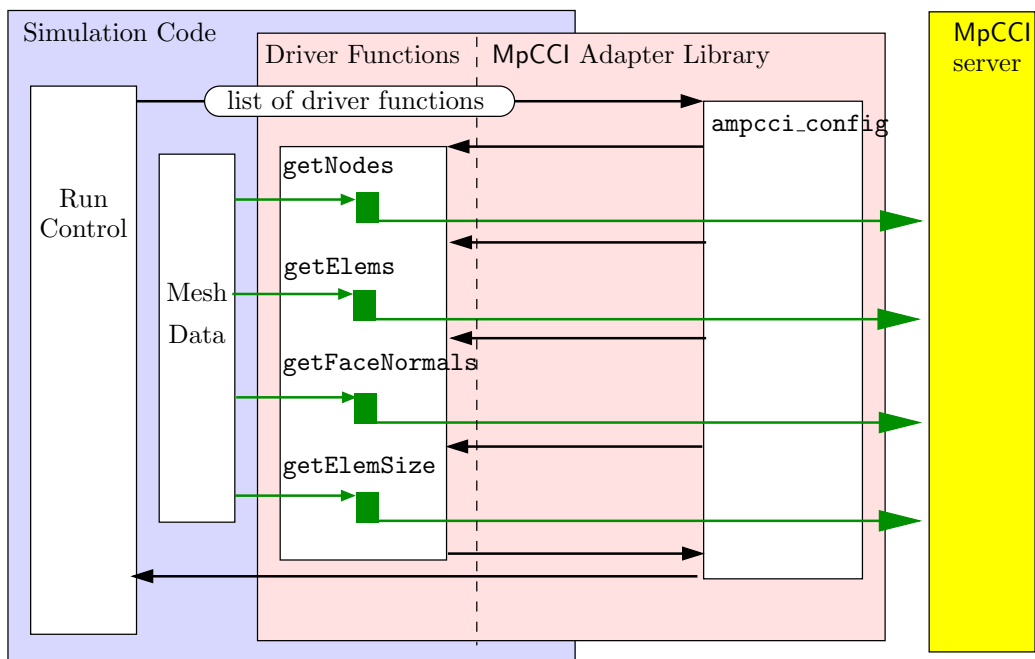 Simulation Code
Driver Functions
MpCCI Adapter Library
MpCCI
server
list of driver functions
ampcci_config
getNodes
Run
Control
getElems
Mesh
Data
getFaceNormals
getElemSize